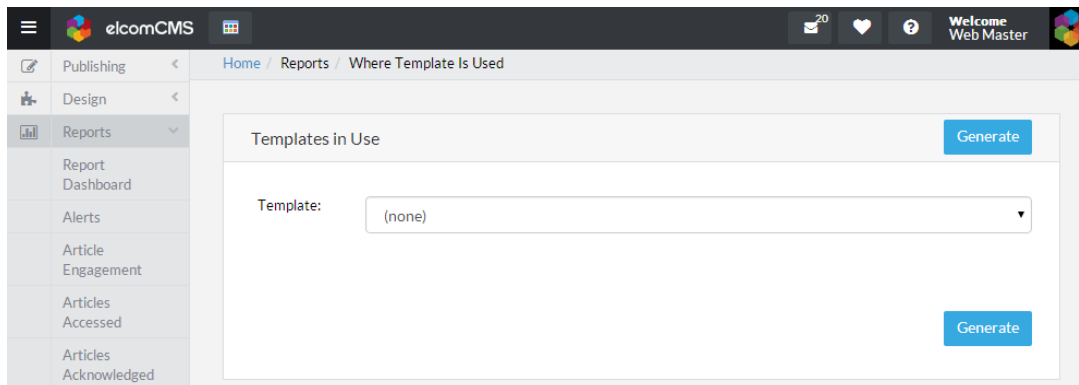 elcomCMS
20
Welcome
Web Master
Publishing
Design
Reports
Report
Dashboard
Alerts
Article
Engagement
Articles
Accessed
Articles
Acknowledged
Home / Reports / Where Template Is Used
Templates in Use
Generate
Template:
(none)
Generate